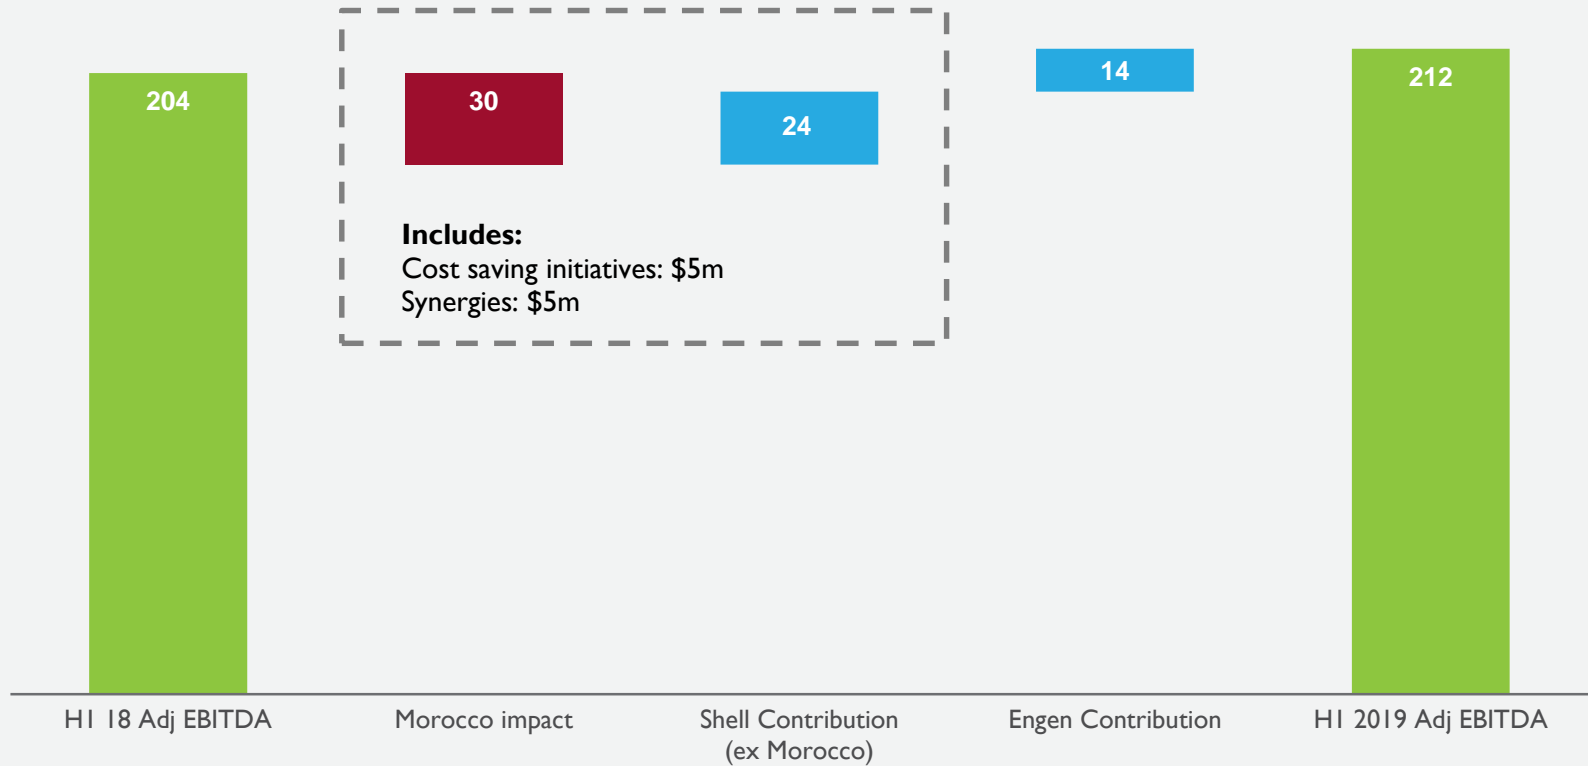 204
30
24
14
212
Includes:
Cost saving initiatives: $5m
Synergies: $5m
H1 18 Adj EBITDA
Morocco impact
Shell Contribution
(ex Morocco)
Engen Contribution
H1 2019 Adj EBITDA